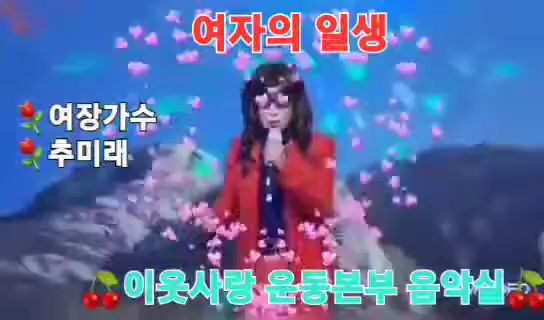 여자의 일생
여장가수
추미래
이웃사랑 운동본부 음악실